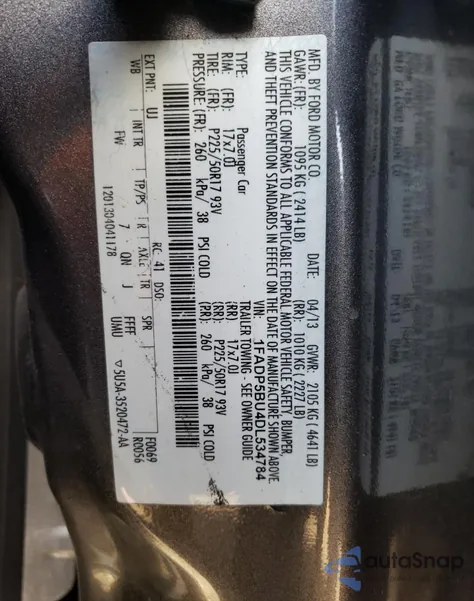 MFD. BY FORD MOTOR CO. DATE: 04/13 GVWR: 2105 KG ( 4641 LB)
GAWR: (FR): 1095 KG ( 2414 LB) (RR): 1010 KG ( 2227 LB)
THIS VEHICLE CONFORMS TO ALL APPLICABLE FEDERAL MOTOR VEHICLE SAFETY, BUMPER,
AND THEFT PREVENTION STANDARDS IN EFFECT ON THE DATE OF MANUFACTURE SHOWN ABOVE.
VIN: 1FADP5BU4DL534784
TYPE: Passenger Car TRAILER TOWING - SEE OWNER GUIDE
RIM: (FR): 17x7.0J (RR): 17x7.0J
TIRE: (FR): P225/50R17 93V (RR): P225/50R17 93V
PRESSURE: (FR): 260 kPa/ 38 PSI COLD (RR): 260 kPa/ 38 PSI COLD
EXT PNT: UJ RC: 41 DSO: F0069
R0056
WB INT TR TP/PS R AXLE TR SPR
FW 7 QN J FFFF UMU
1201304041178 ▽ 5U5A-3520472-AA
autoSnap